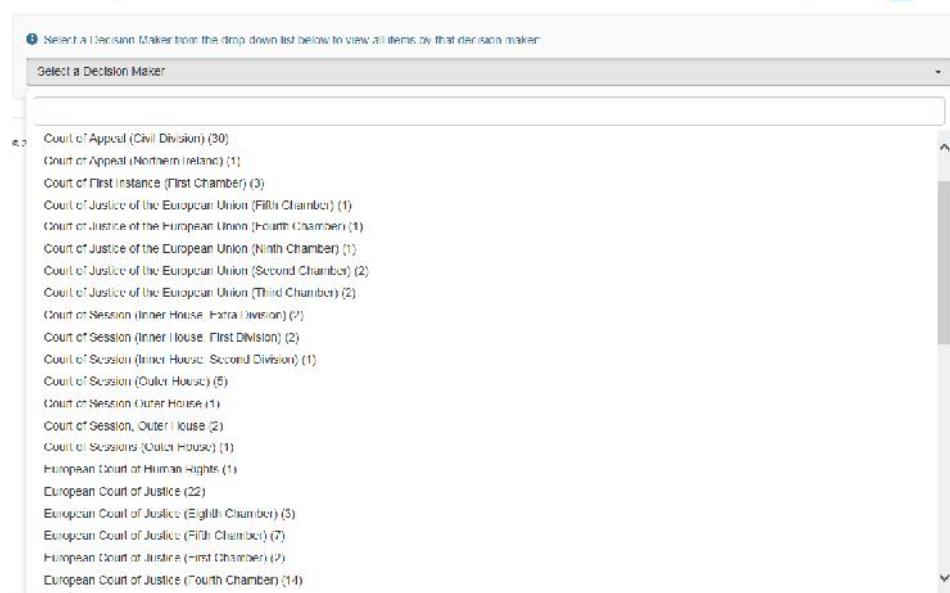 Select a Decision Maker from the drop down list below to view all items by that decision maker:
Select a Decision Maker
Court of Appeal (Civil Division) (30)
Court of Appeal (Northern Ireland) (1)
Court of First Instance (First Chamber) (3)
Court of Justice of the European Union (Fifth Chamber) (1)
Court of Justice of the European Union (Fourth Chamber) (1)
Court of Justice of the European Union (Ninth Chamber) (1)
Court of Justice of the European Union (Second Chamber) (2)
Court of Justice of the European Union (Third Chamber) (2)
Court of Session (Inner House, Extra Division) (2)
Court of Session (Inner House, First Division) (2)
Court of Session (Inner House, Second Division) (1)
Court of Session (Outer House) (5)
Court of Session Outer House (1)
Court of Session, Outer House (2)
Court of Sessions (Outer House) (1)
European Court of Human Rights (1)
European Court of Justice (22)
European Court of Justice (Eighth Chamber) (3)
European Court of Justice (Fifth Chamber) (7)
European Court of Justice (First Chamber) (2)
European Court of Justice (Fourth Chamber) (14)